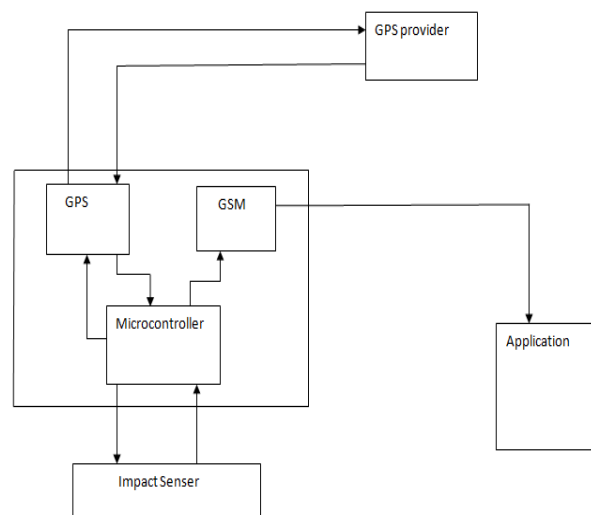 GPS provider
GPS
GSM
Microcontroller
Application
Impact Senser